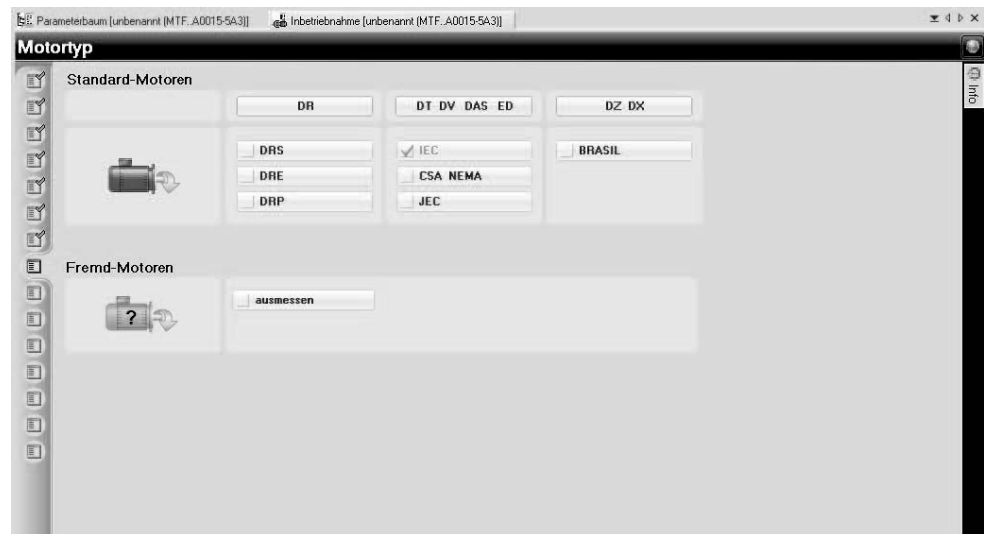 Parameterbaum [unbenannt (MTF..A0015-5A3)] Inbetriebnahme [unbenannt (MTF..A0015-5A3)]
Motortyp
Info
Standard-Motoren
DR DT DV DAS ED DZ DX
DRS IEC BRASIL
DRE CSA NEMA
DRP JEC
Fremd-Motoren
? ausmessen